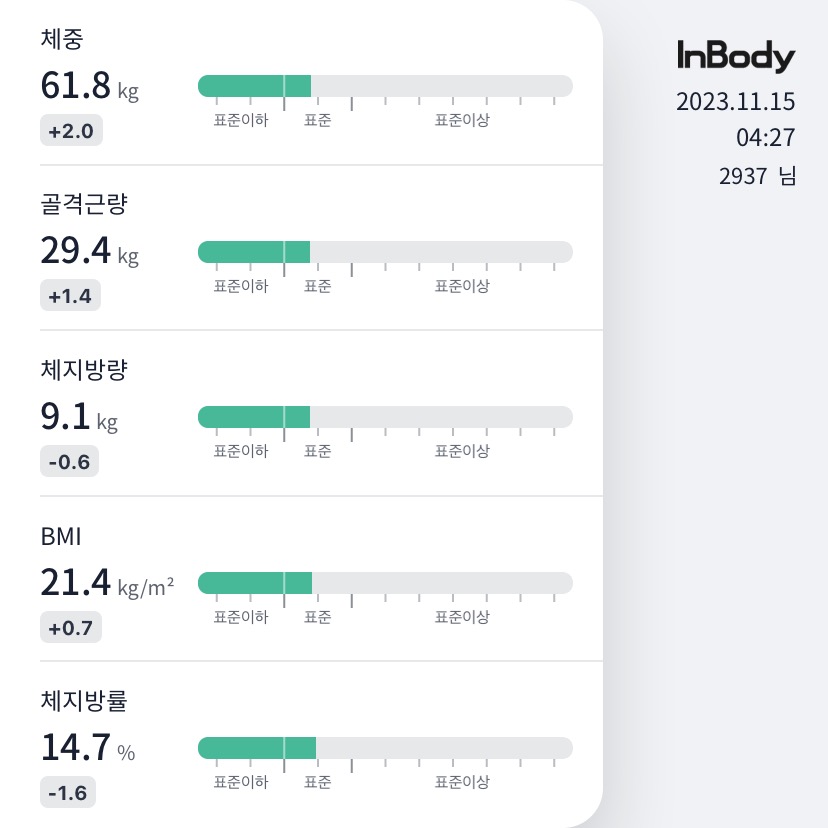 체중
61.8 kg
+2.0
표준이하 표준 표준이상
골격근량
29.4 kg
+1.4
표준이하 표준 표준이상
체지방량
9.1 kg
-0.6
표준이하 표준 표준이상
BMI
21.4 kg/m²
+0.7
표준이하 표준 표준이상
체지방률
14.7 %
-1.6
표준이하 표준 표준이상
InBody
2023.11.15
04:27
2937 님